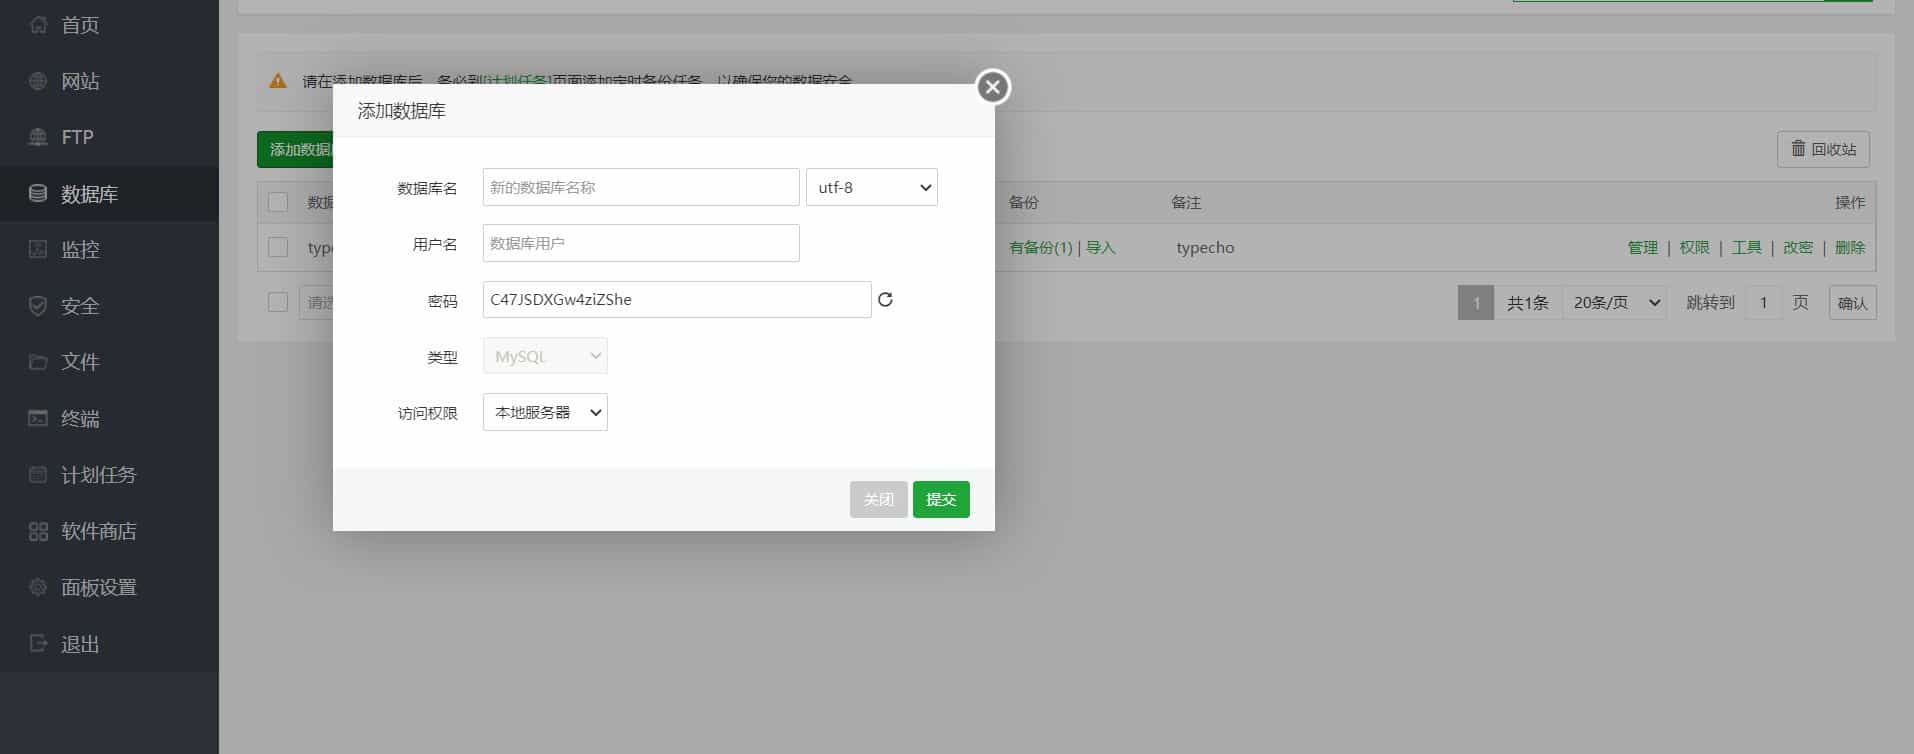 首页
网站
FTP
数据库
监控
安全
文件
终端
计划任务
软件商店
面板设置
退出
添加数据库
数据库名 新的数据库名称 utf-8
用户名 数据库用户
密码 C47JSDXGw4ziZShe
类型 MySQL
访问权限 本地服务器
关闭 提交
请在添加数据库后，务必到[计划任务]页面添加定时备份任务，以确保您的数据安全
添加数据 回收站
数据 备份 备注 操作
type 有备份(1) | 导入 typecho 管理 | 权限 | 工具 | 改密 | 删除
请选 1 共1条 20条/页 跳转到 1 页 确认